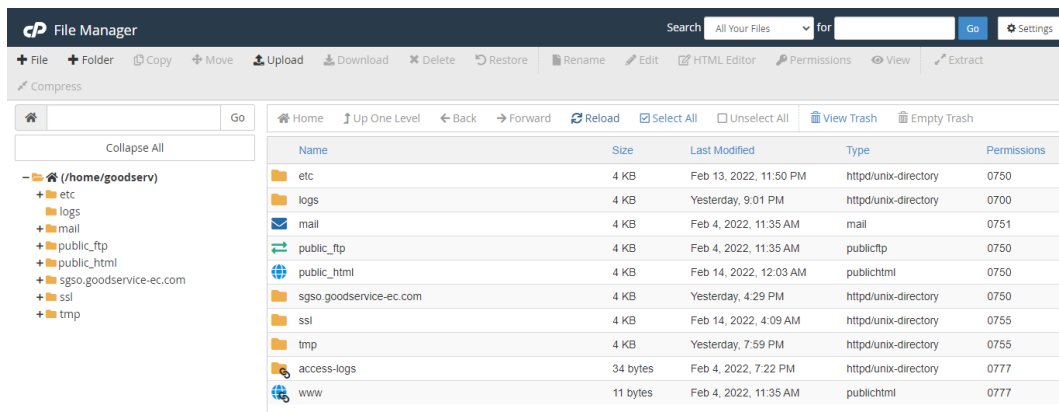 cP File Manager Search All Your Files for Go Settings
File Folder Copy Move Upload Download Delete Restore Rename Edit HTML Editor Permissions View Extract
Compress
Go Home Up One Level Back Forward Reload Select All Unselect All View Trash Empty Trash
Collapse All
Name Size Last Modified Type Permissions
(/home/goodserv)
etc
logs
mail
public_ftp
public_html
sgso.goodservice-ec.com
ssl
tmp
etc 4 KB Feb 13, 2022, 11:50 PM httpd/unix-directory 0750
logs 4 KB Yesterday, 9:01 PM httpd/unix-directory 0700
mail 4 KB Feb 4, 2022, 11:35 AM mail 0751
public_ftp 4 KB Feb 4, 2022, 11:35 AM publicftp 0750
public_html 4 KB Feb 14, 2022, 12:03 AM publichtml 0750
sgso.goodservice-ec.com 4 KB Yesterday, 4:29 PM httpd/unix-directory 0750
ssl 4 KB Feb 14, 2022, 4:09 AM httpd/unix-directory 0755
tmp 4 KB Yesterday, 7:59 PM httpd/unix-directory 0755
access-logs 34 bytes Feb 4, 2022, 7:22 PM httpd/unix-directory 0777
www 11 bytes Feb 4, 2022, 11:35 AM publichtml 0777